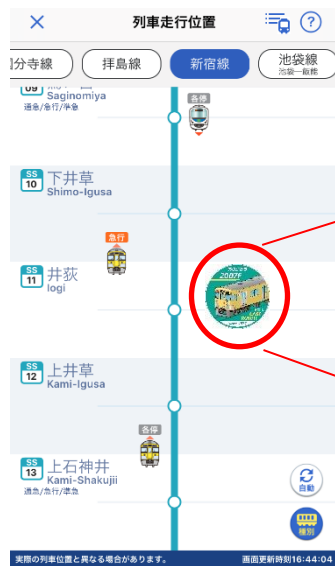 列車走行位置
分寺線
拝島線
新宿線
池袋線
池袋―飯能
Saginomiya
通急/急行/準急
各停
SS
10
下井草
Shimo-Igusa
急行
SS
11
井荻
Iogi
2007F
SS
12
上井草
Kami-Igusa
各停
SS
13
上石神井
Kami-Shakujii
通急/急行/準急
自動
種別
実際の列車位置と異なる場合があります。
画面更新時刻16:44:04